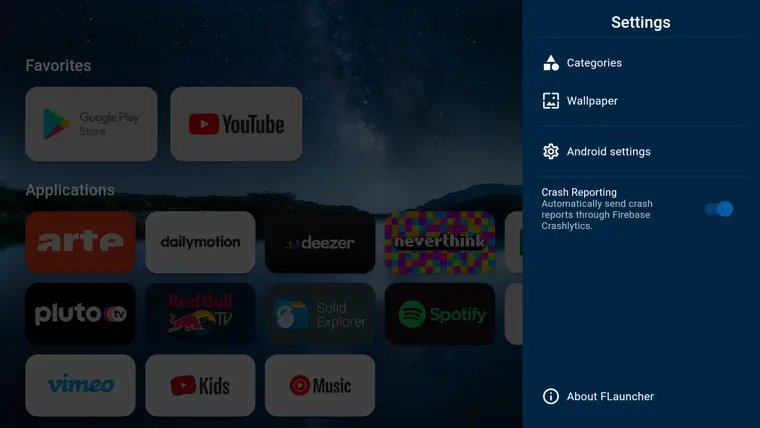 Favorites
Google Play
Store
YouTube
Applications
arte
dailymotion
deezer
neverthink
pluto tv
Red Bull
TV
Solid
Explorer
Spotify
vimeo
Kids
Music
Settings
Categories
Wallpaper
Android settings
Crash Reporting
Automatically send crash
reports through Firebase
Crashlytics.
About FLauncher